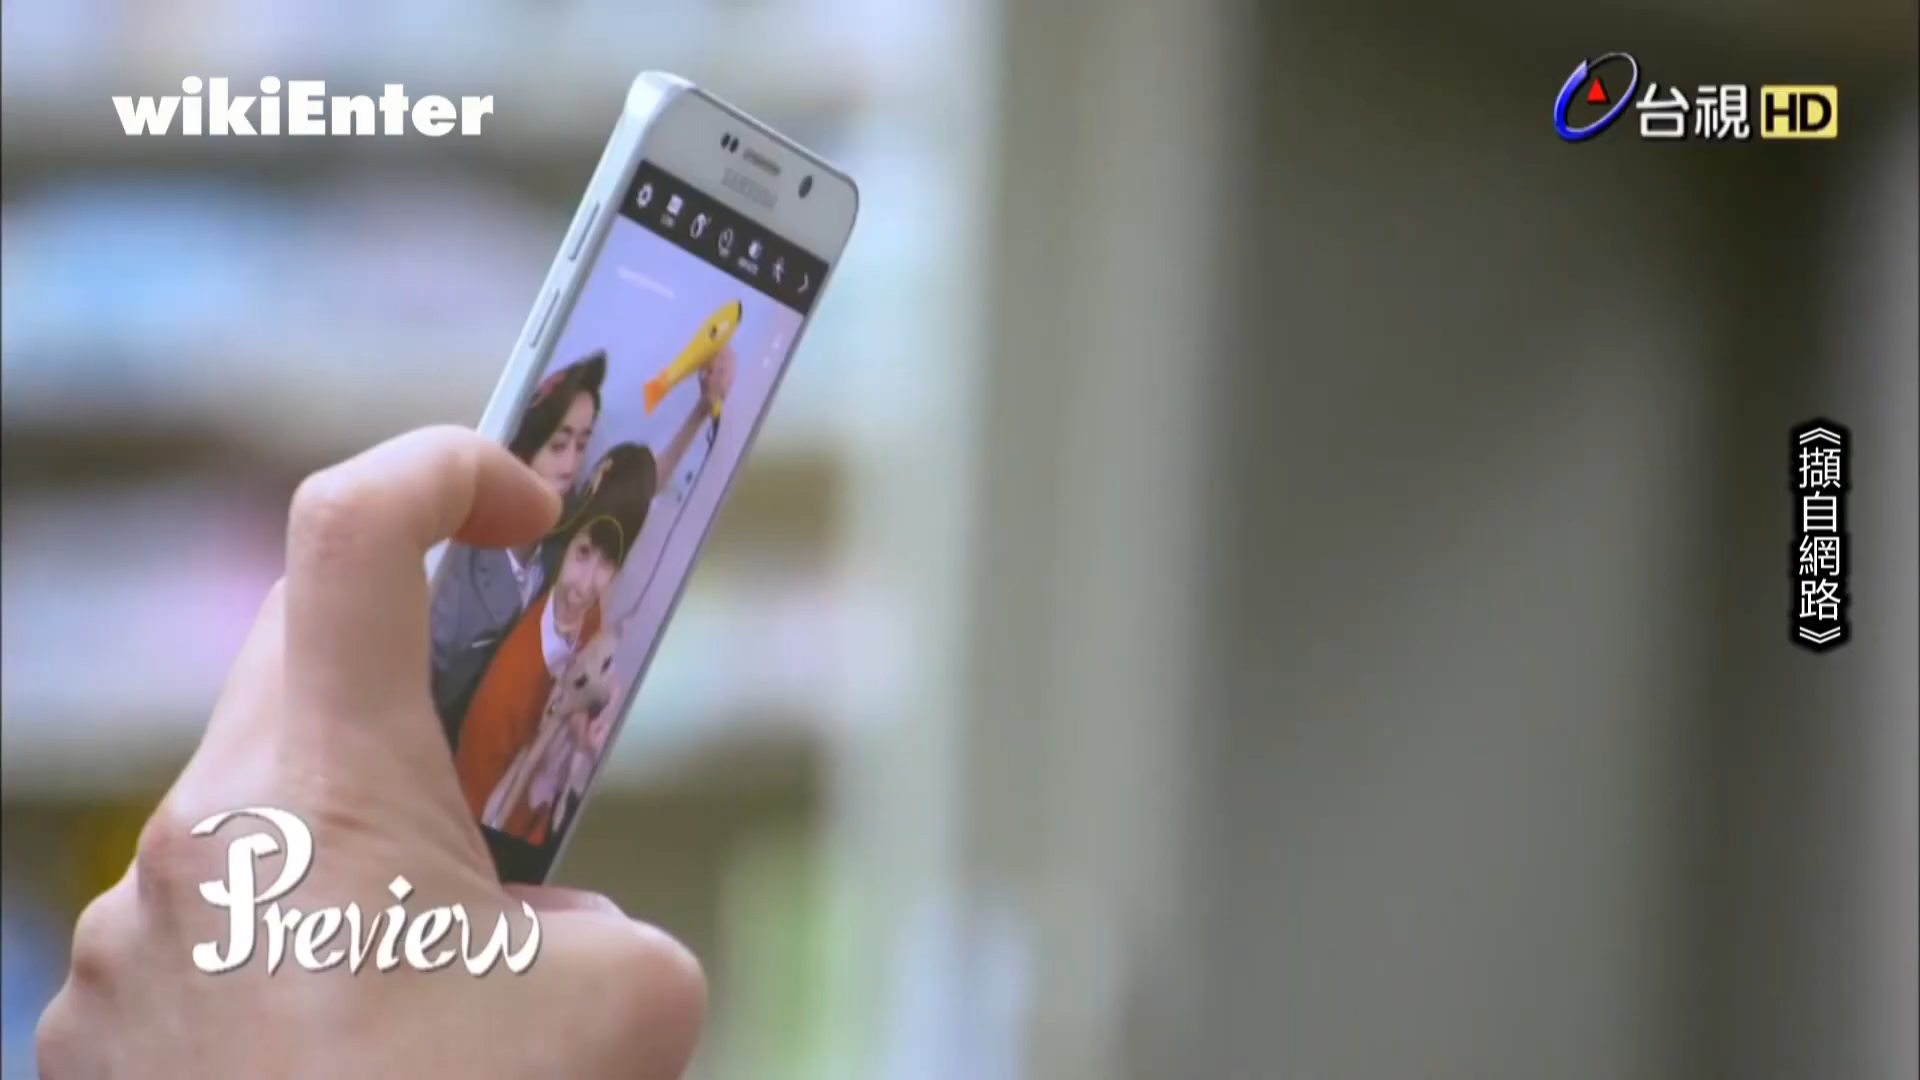 wikiEnter
台視HD
SAMSUNG
《擷自網路》
Preview